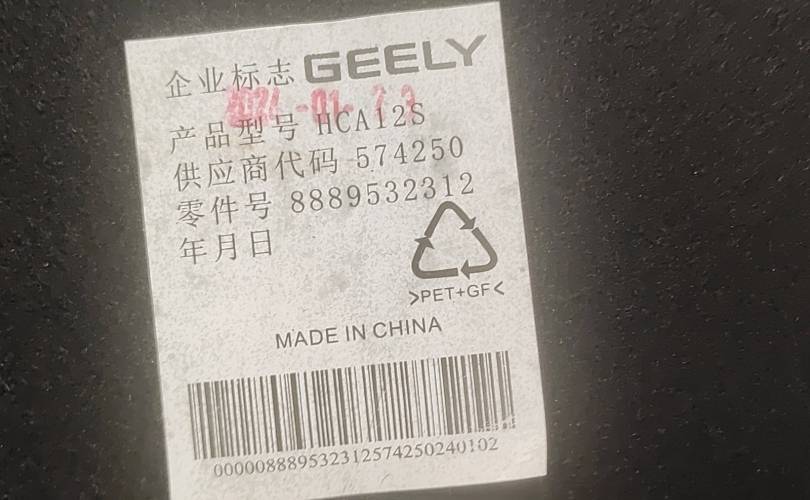 企业标志 GEELY
产品型号 HCA12S
供应商代码 574250
零件号 8889532312
年月日
>PET+GF<
MADE IN CHINA
000008889532312574250240102